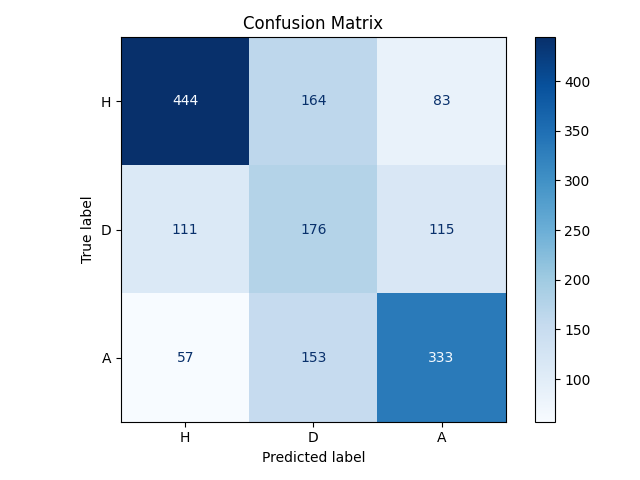 Confusion Matrix
True label
H
444
164
83
D
111
176
115
A
57
153
333
H
D
A
Predicted label
400
350
300
250
200
150
100